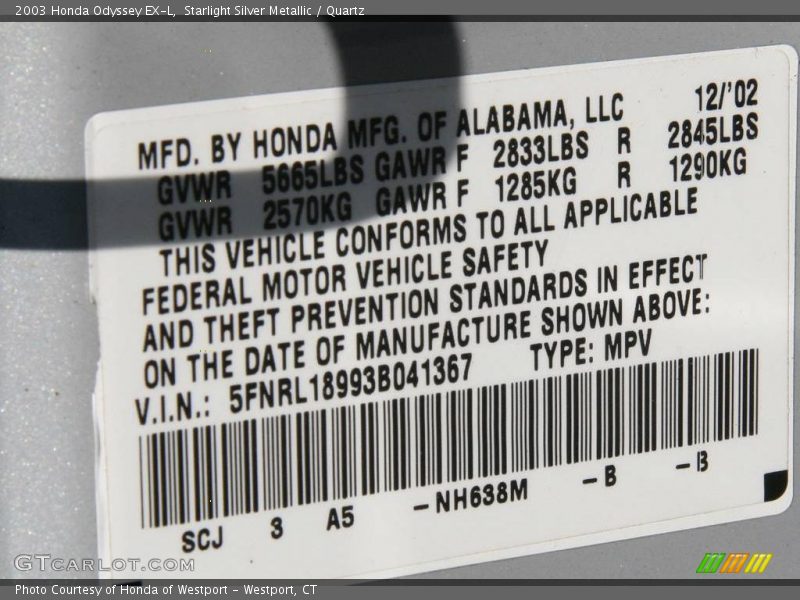 2003 Honda Odyssey EX-L, Starlight Silver Metallic / Quartz
12/'02
MFD. BY HONDA MFG. OF ALABAMA, LLC
GVWR 5665LBS GAWR F 2833LBS R 2845LBS
GVWR 2570KG GAWR F 1285KG R 1290KG
THIS VEHICLE CONFORMS TO ALL APPLICABLE
FEDERAL MOTOR VEHICLE SAFETY
AND THEFT PREVENTION STANDARDS IN EFFECT
ON THE DATE OF MANUFACTURE SHOWN ABOVE:
V.I.N.: 5FNRL18993B041367 TYPE: MPV
SCJ 3 A5 -NH638M -B -B
GTcarlot.com
Photo Courtesy of Honda of Westport - Westport, CT